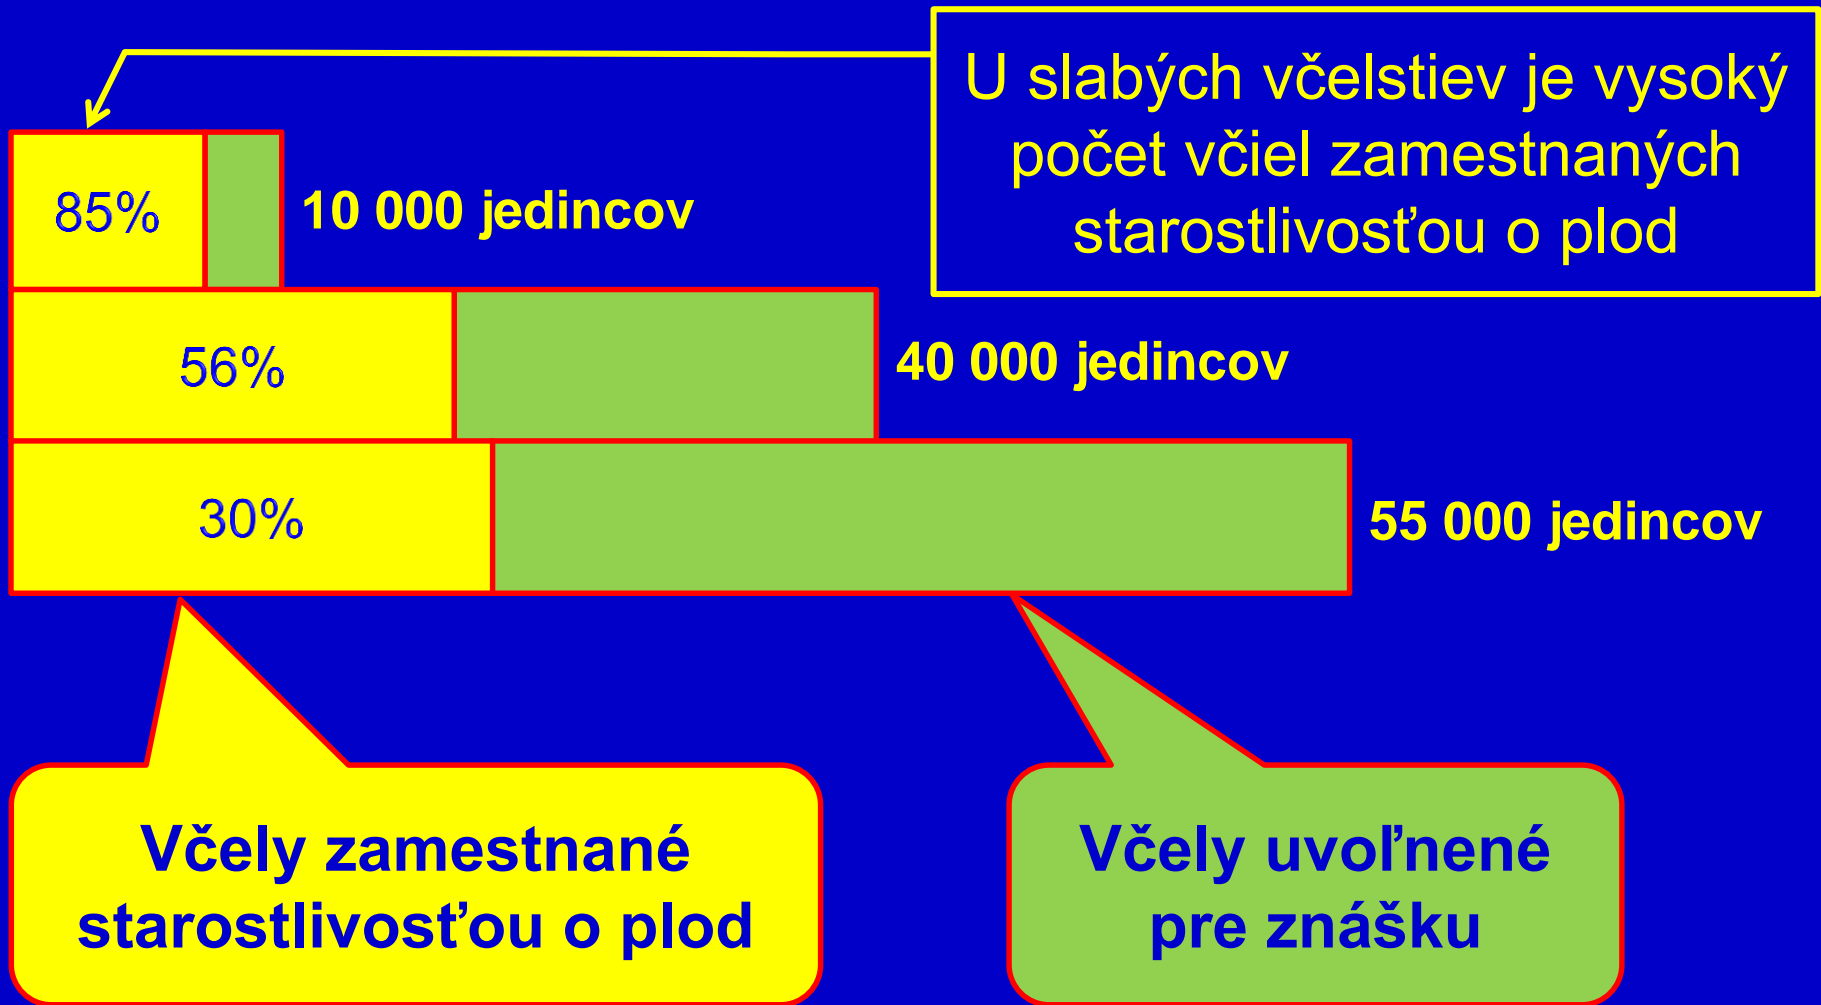 U slabých včelstiev je vysoký
počet včiel zamestnaných
starostlivosťou o plod
85%
10 000 jedincov
56%
40 000 jedincov
30%
55 000 jedincov
Včely zamestnané
starostlivosťou o plod
Včely uvoľnené
pre znášku